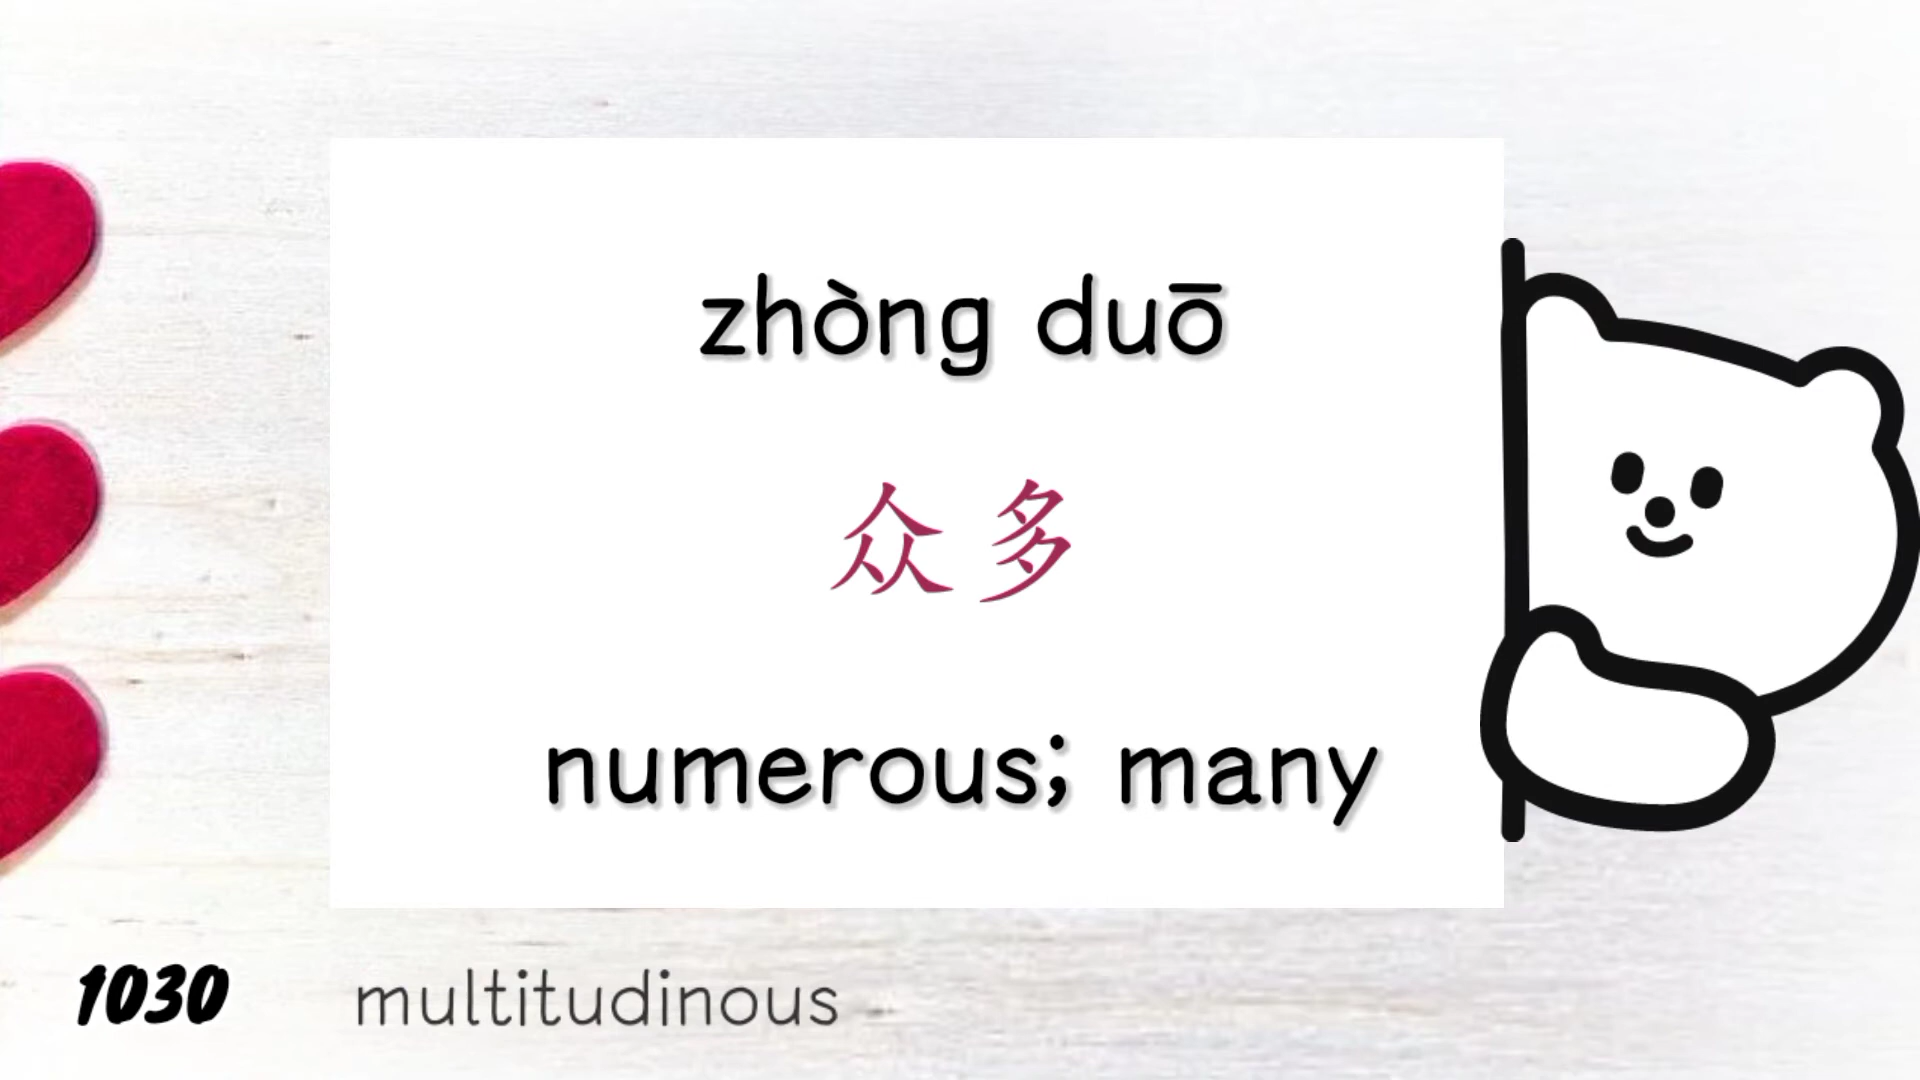 zhòng duō
众多
numerous; many
1030 multitudinous